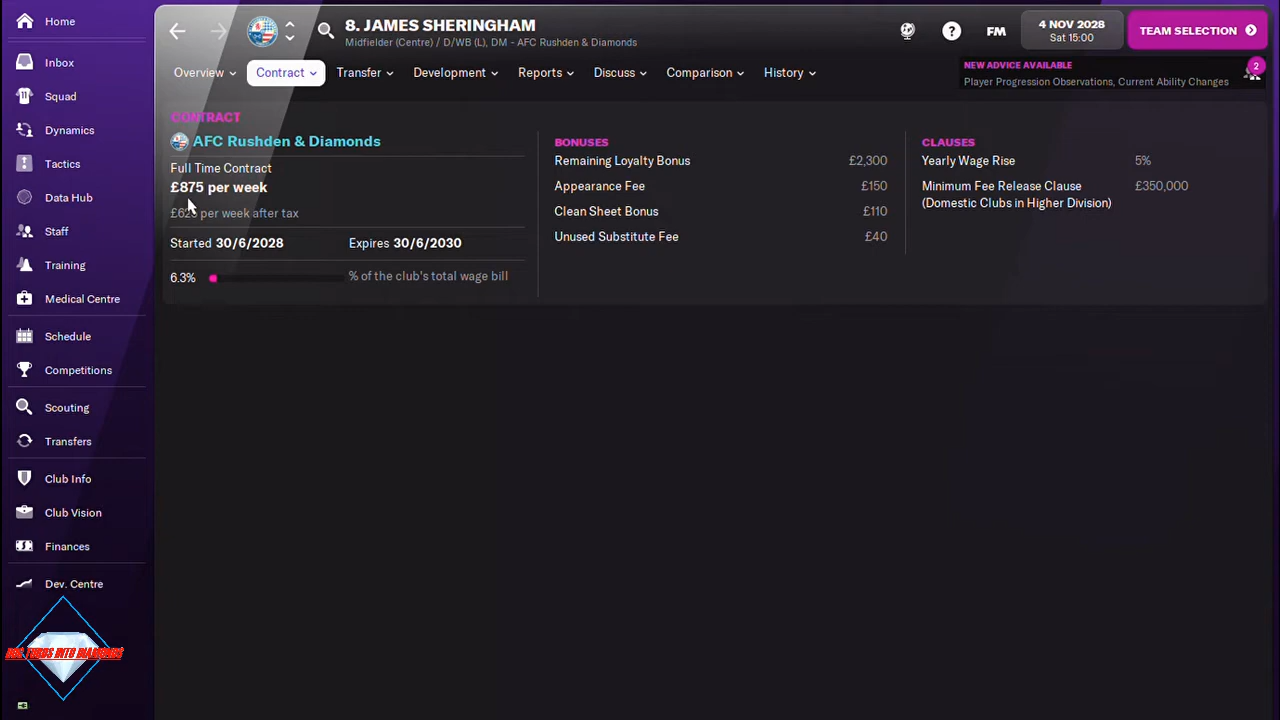 Home
Inbox
Squad
Dynamics
Tactics
Data Hub
Staff
Training
Medical Centre
Schedule
Competitions
Scouting
Transfers
Club Info
Club Vision
Finances
Dev. Centre
8. JAMES SHERINGHAM
Midfielder (Centre) / D/WB (L), DM - AFC Rushden & Diamonds
FM
4 NOV 2028
Sat 15:00
TEAM SELECTION
Overview
Contract
Transfer
Development
Reports
Discuss
Comparison
History
NEW ADVICE AVAILABLE
2
Player Progression Observations, Current Ability Changes
CONTRACT
AFC Rushden & Diamonds
Full Time Contract
£875 per week
per week after tax
Started 30/6/2028 Expires 30/6/2030
6.3% % of the club's total wage bill
BONUSES
Remaining Loyalty Bonus £2,300
Appearance Fee £150
Clean Sheet Bonus £110
Unused Substitute Fee £40
CLAUSES
Yearly Wage Rise 5%
Minimum Fee Release Clause £350,000
(Domestic Clubs in Higher Division)
INTO DIAMONDS